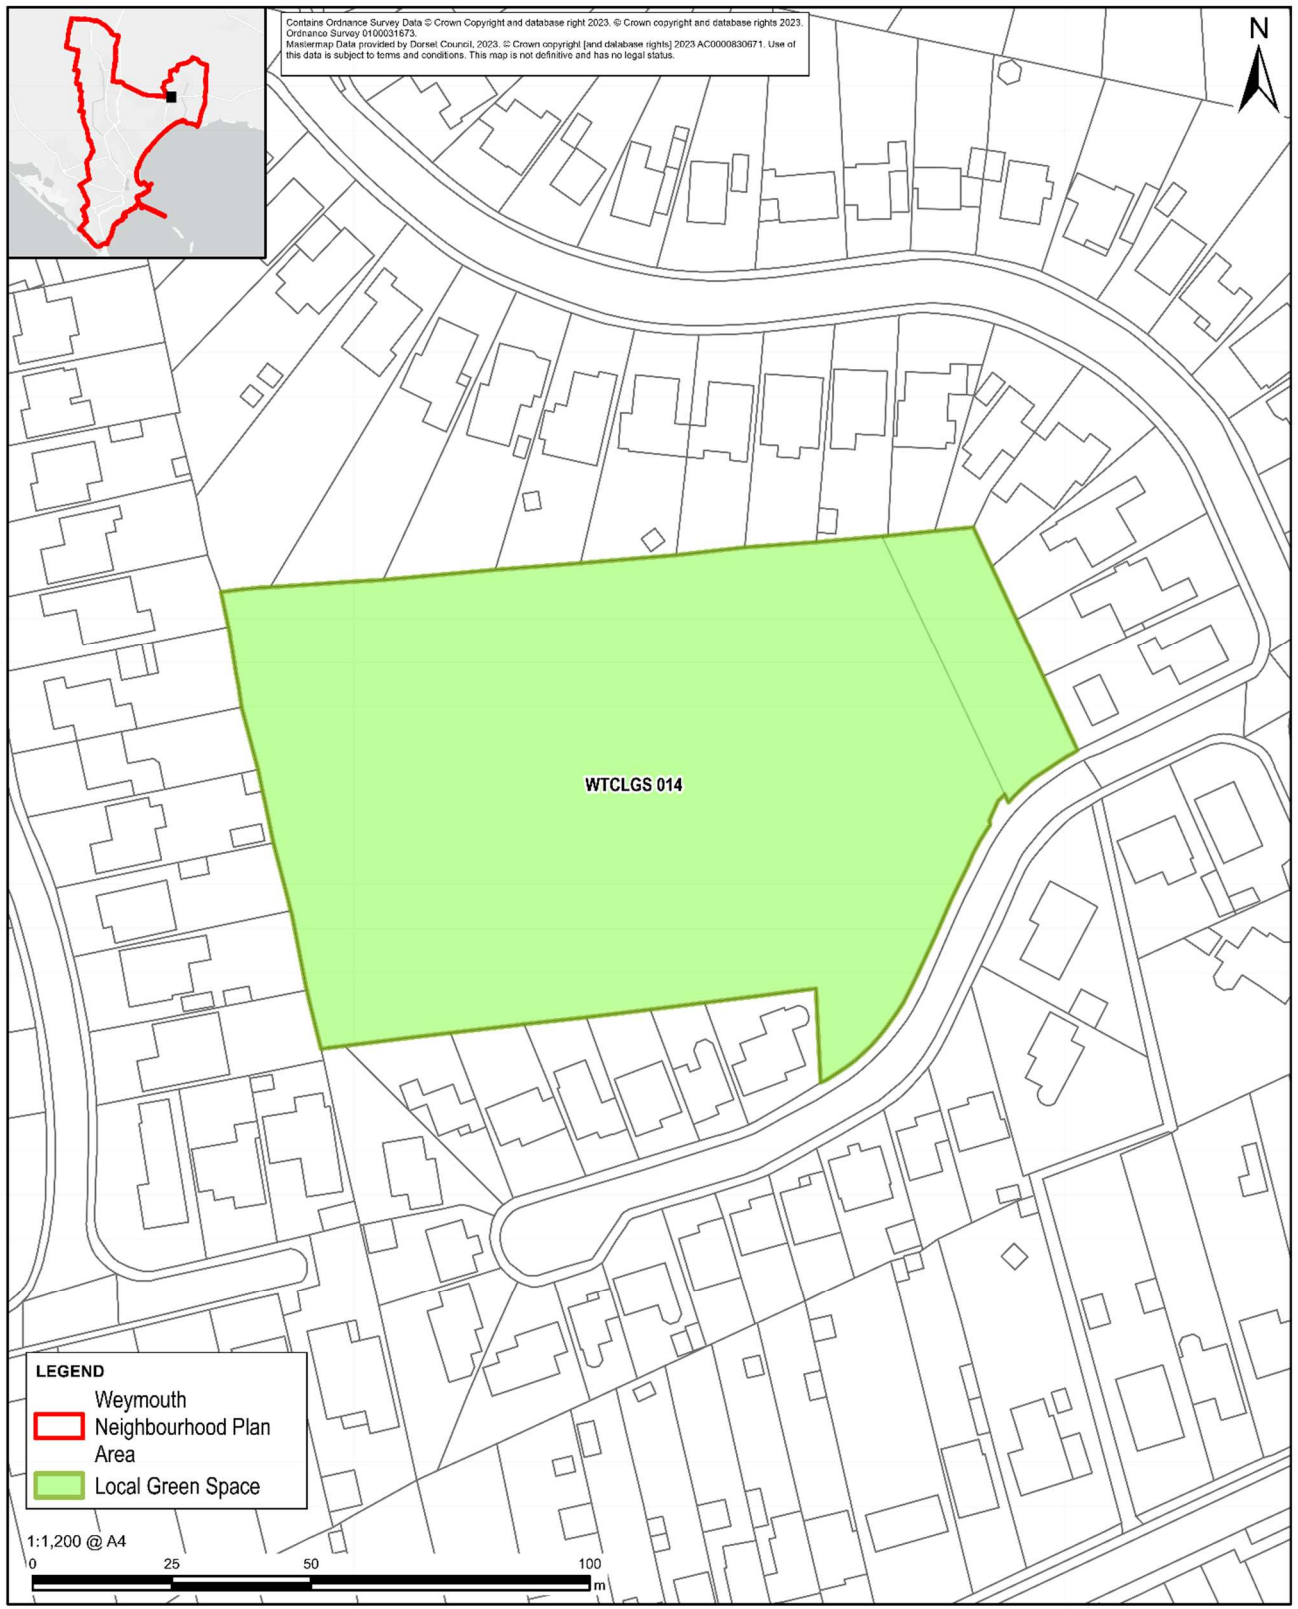 Contains Ordnance Survey Data © Crown Copyright and database right 2023. © Crown copyright and database rights 2023.
Ordnance Survey 0100031673.
Mastermap Data provided by Dorset Council, 2023. © Crown copyright [and database rights] 2023 AC0000830671. Use of
this data is subject to terms and conditions. This map is not definitive and has no legal status.
N
WTCLGS 014
LEGEND
Weymouth
Neighbourhood Plan
Area
Local Green Space
1:1,200 @ A4
0 25 50 100
m